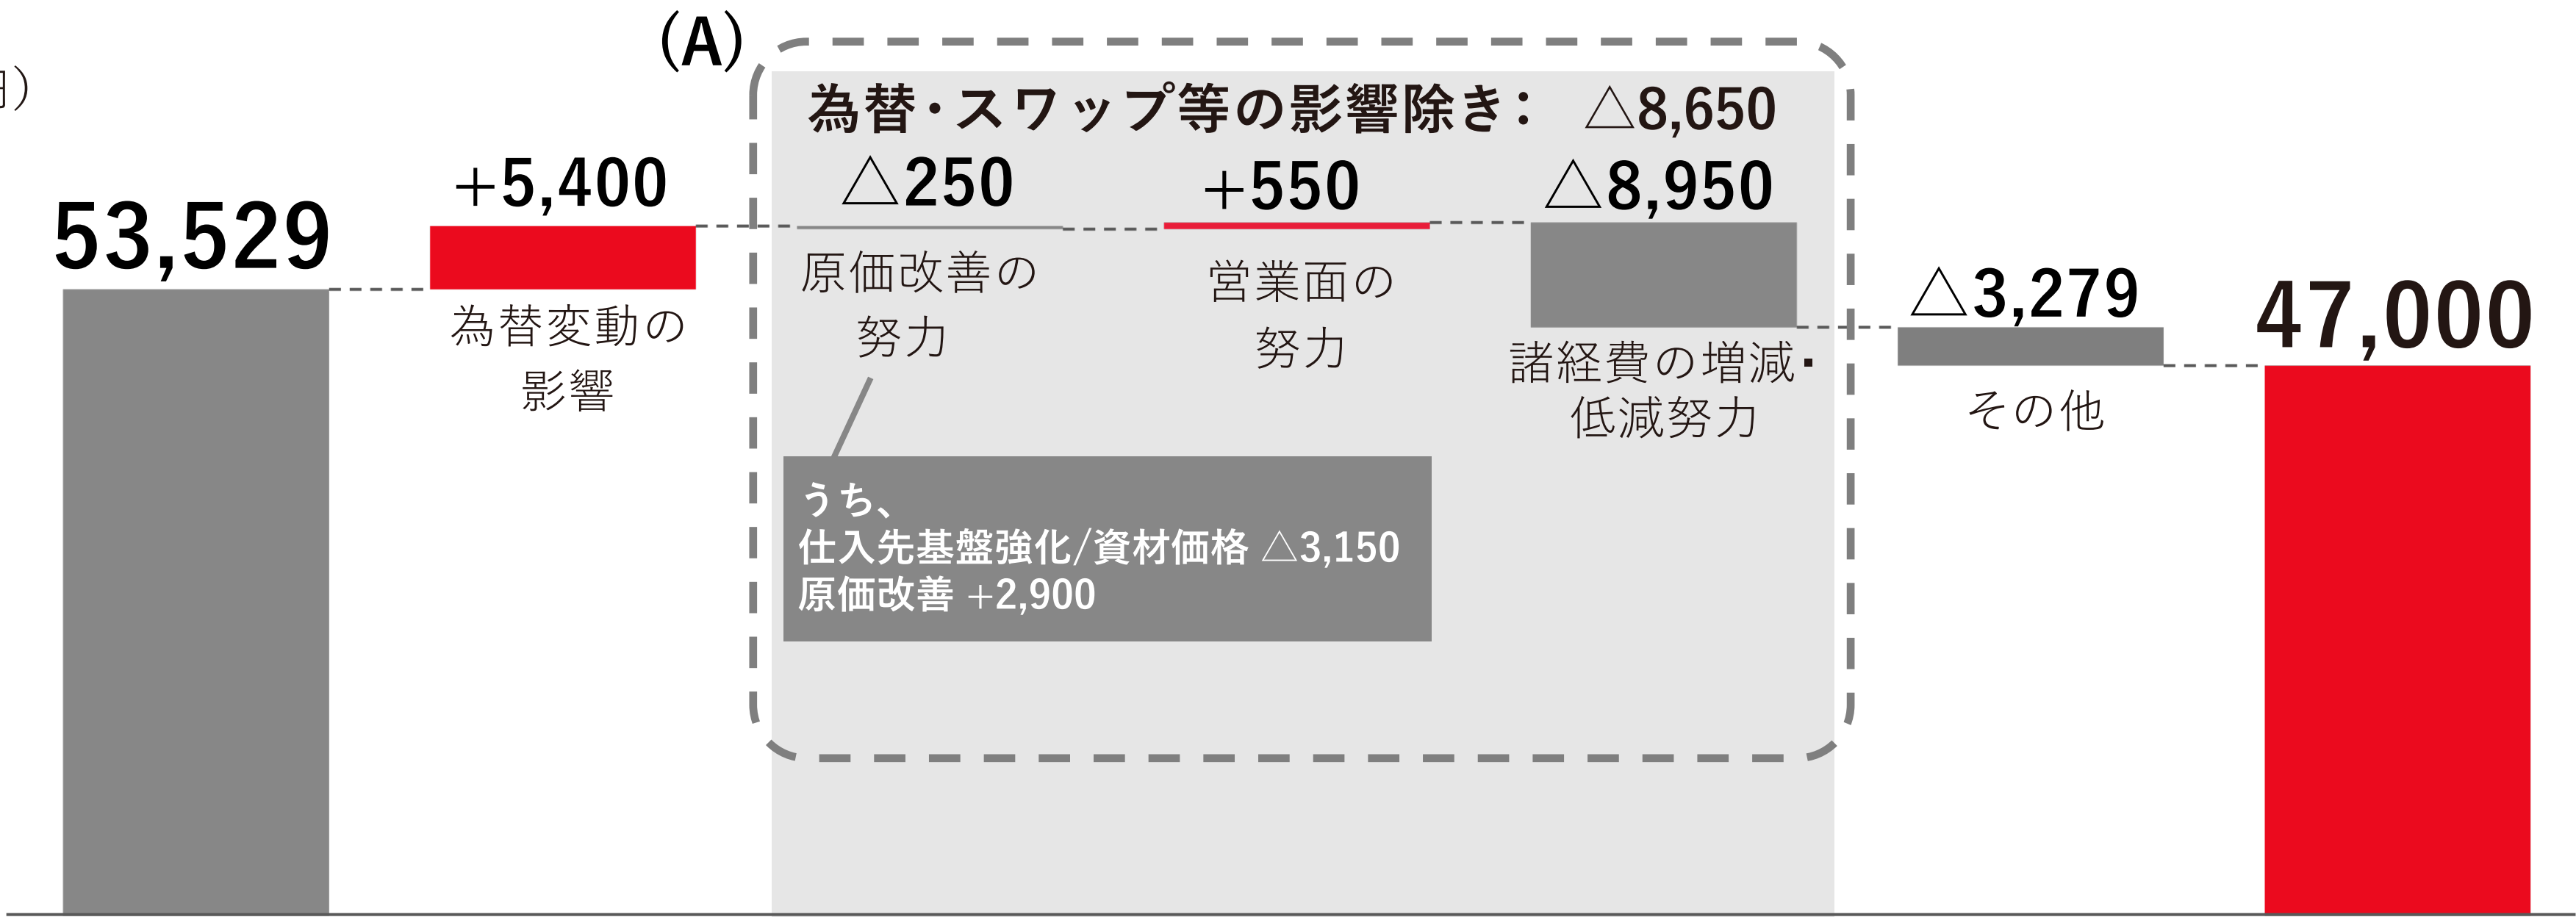 (A)
為替・スワップ等の影響除き： △8,650
53,529
+5,400
為替変動の
影響
△250
原価改善の
努力
+550
営業面の
努力
△8,950
諸経費の増減・
低減努力
△3,279
その他
47,000
うち、
仕入先基盤強化/資材価格 △3,150
原価改善 +2,900